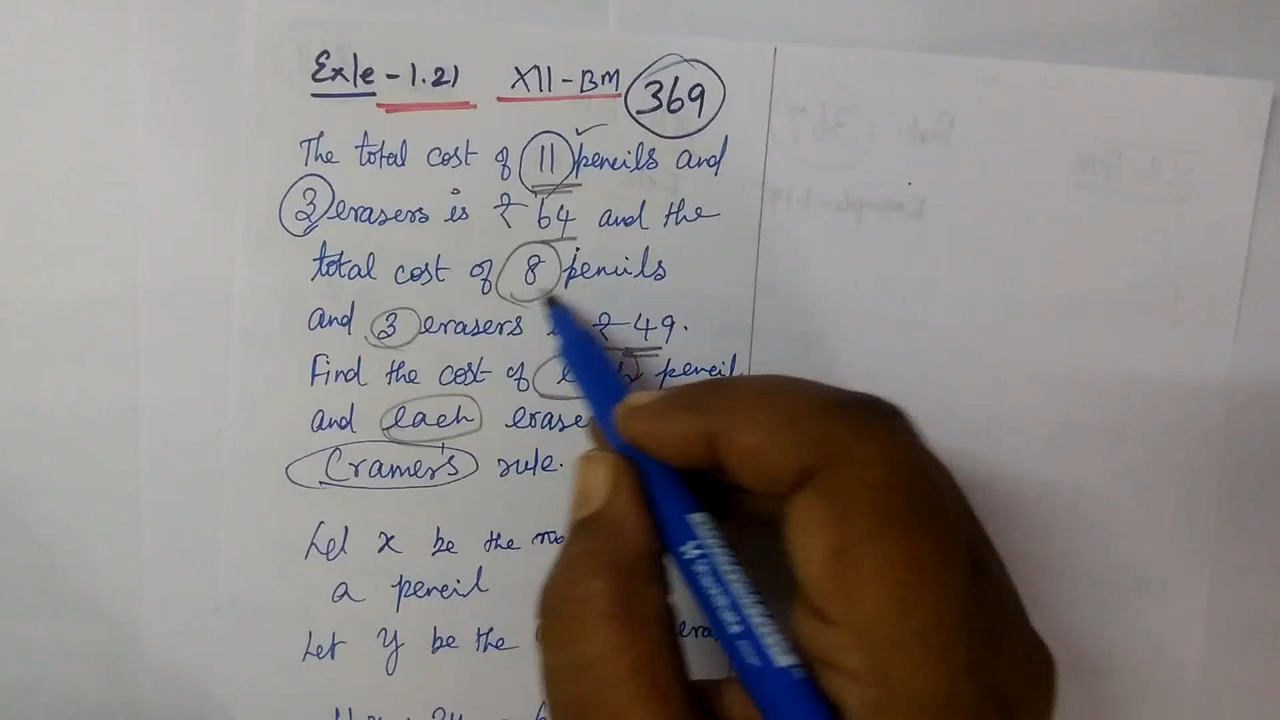 Ex/e - 1.21 XII - BM 369
The total cost of 11 pencils and
3 erasers is ₹ 64 and the
total cost of 8 pencils
and 3 erasers ₹ 49.
Find the cost of pencil
and each
Cramer's rule.
Let x be the
a pencil
Let y be the